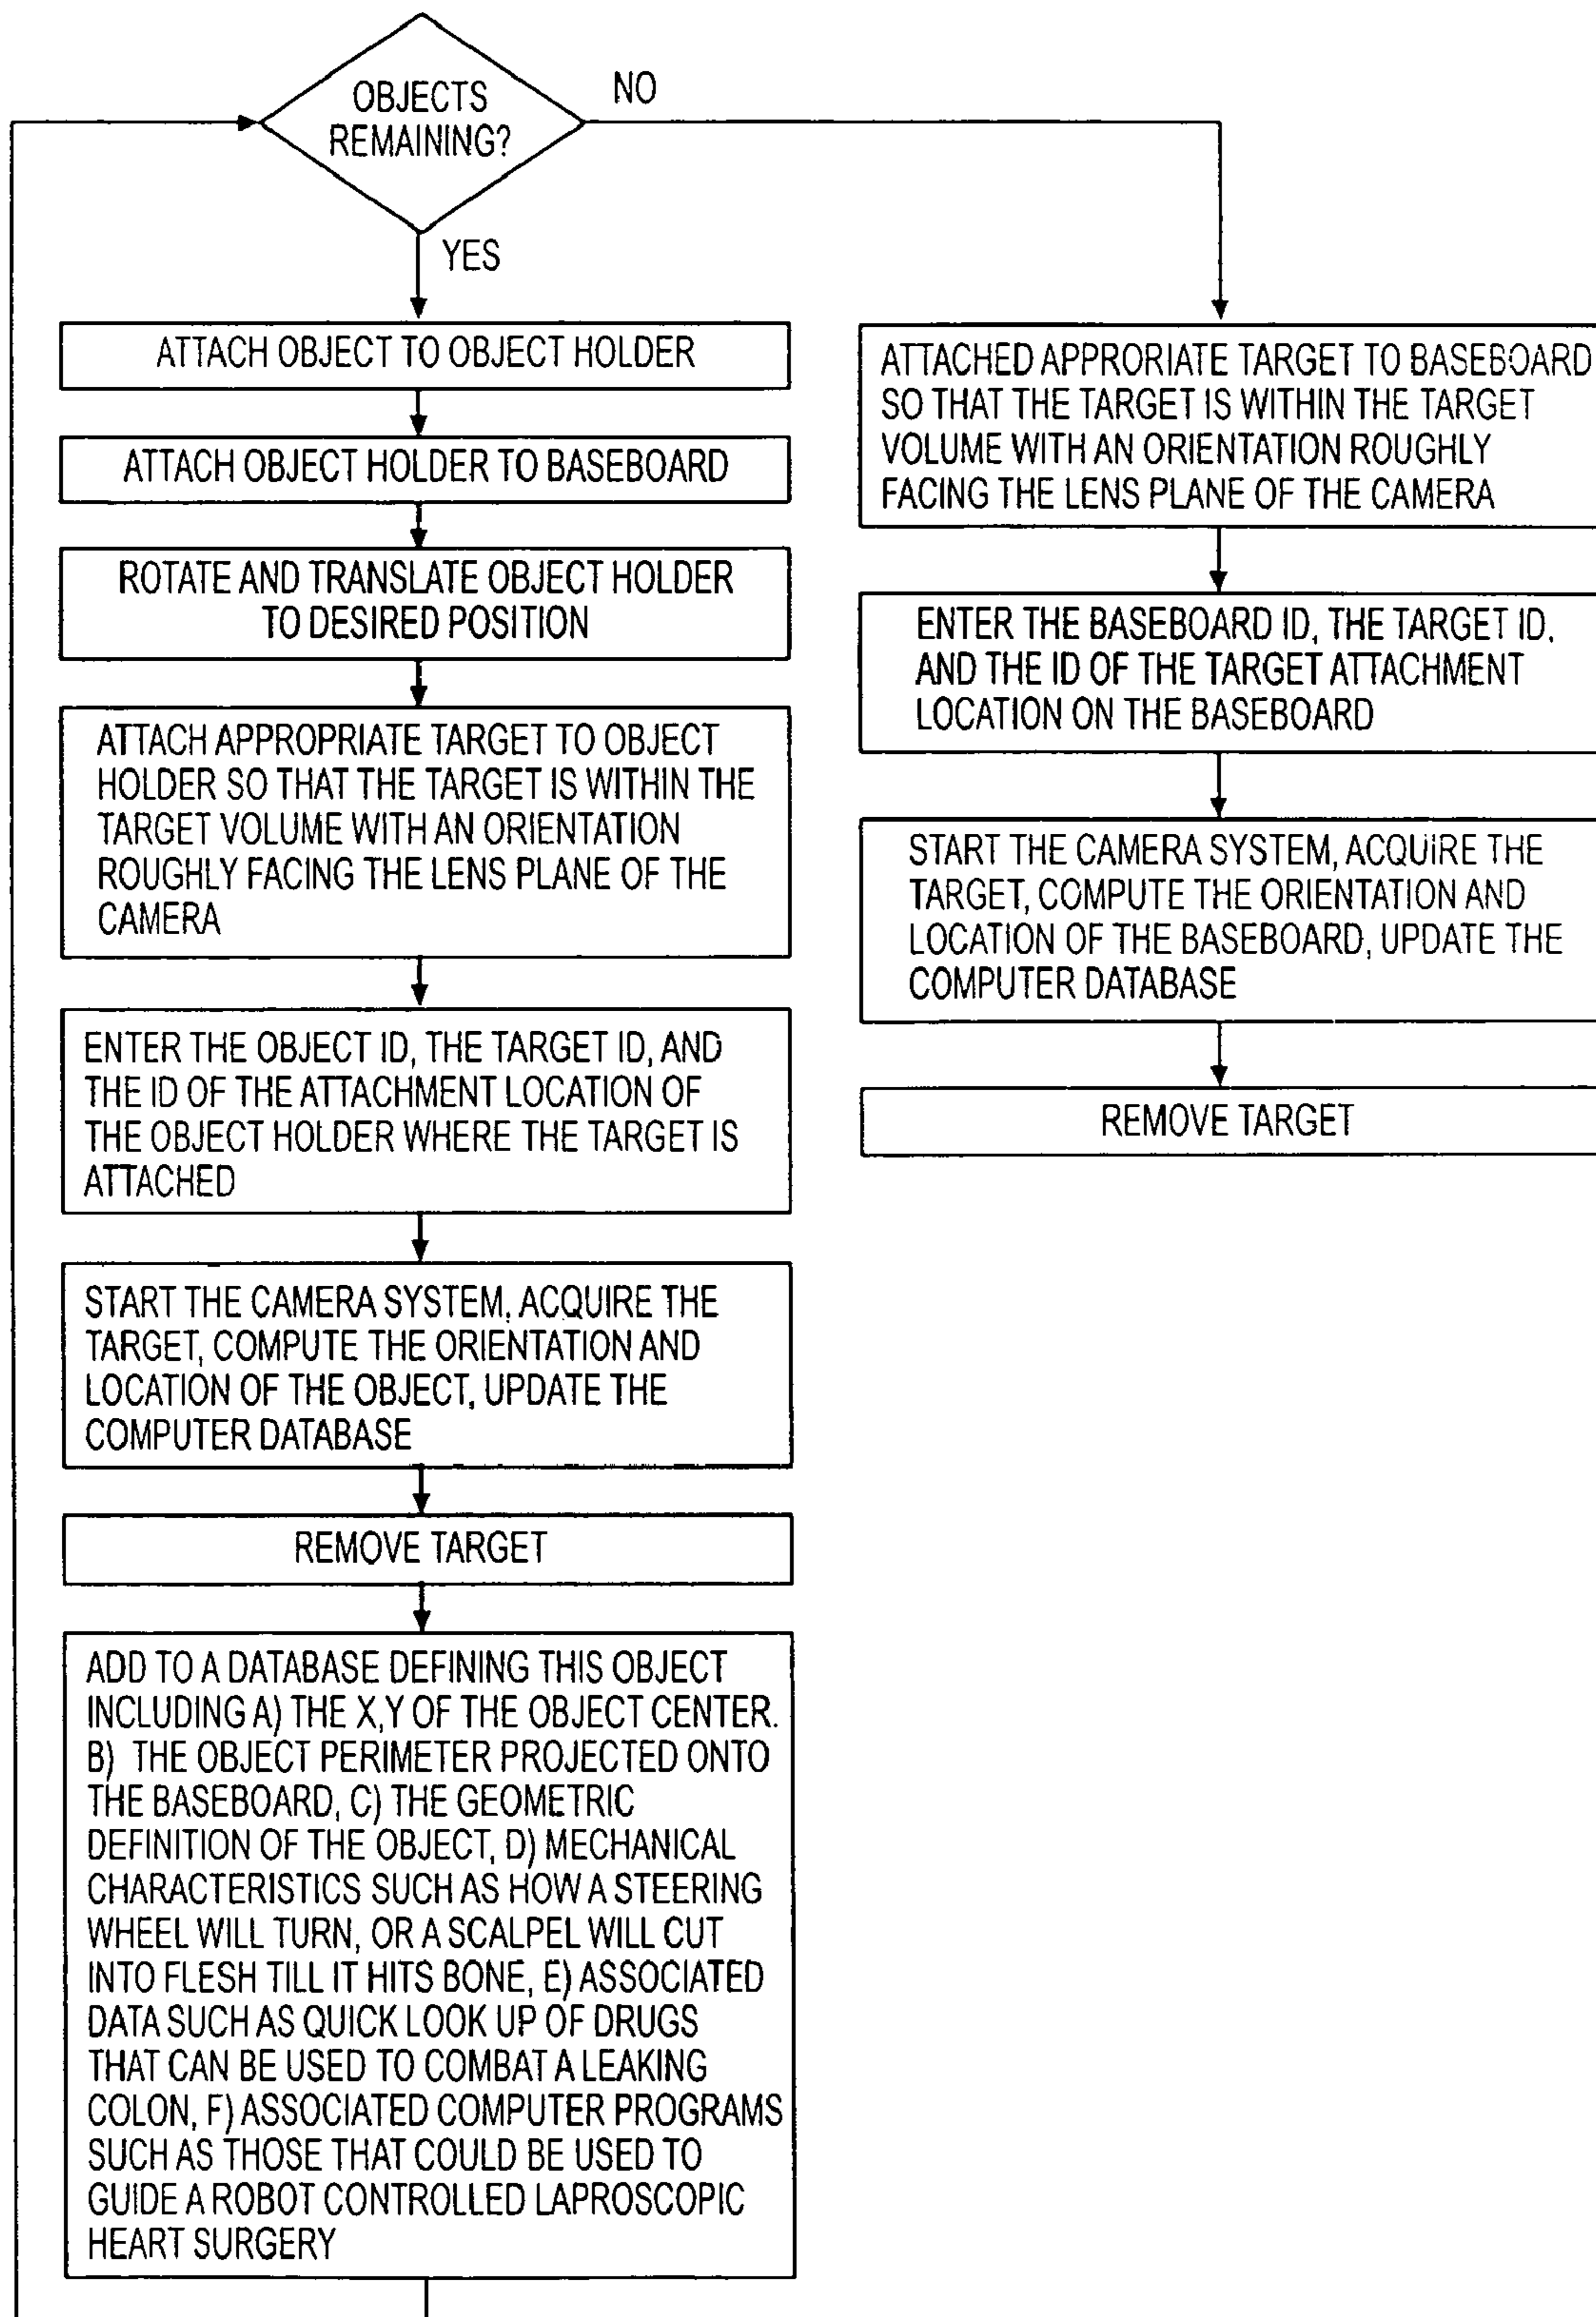 OBJECTS
REMAINING?
NO
YES
ATTACH OBJECT TO OBJECT HOLDER
ATTACH OBJECT HOLDER TO BASEBOARD
ROTATE AND TRANSLATE OBJECT HOLDER
TO DESIRED POSITION
ATTACH APPROPRIATE TARGET TO OBJECT
HOLDER SO THAT THE TARGET IS WITHIN THE
TARGET VOLUME WITH AN ORIENTATION
ROUGHLY FACING THE LENS PLANE OF THE
CAMERA
ENTER THE OBJECT ID, THE TARGET ID, AND
THE ID OF THE ATTACHMENT LOCATION OF
THE OBJECT HOLDER WHERE THE TARGET IS
ATTACHED
START THE CAMERA SYSTEM, ACQUIRE THE
TARGET, COMPUTE THE ORIENTATION AND
LOCATION OF THE OBJECT, UPDATE THE
COMPUTER DATABASE
REMOVE TARGET
ADD TO A DATABASE DEFINING THIS OBJECT
INCLUDING A) THE X,Y OF THE OBJECT CENTER.
B) THE OBJECT PERIMETER PROJECTED ONTO
THE BASEBOARD, C) THE GEOMETRIC
DEFINITION OF THE OBJECT, D) MECHANICAL
CHARACTERISTICS SUCH AS HOW A STEERING
WHEEL WILL TURN, OR A SCALPEL WILL CUT
INTO FLESH TILL IT HITS BONE, E) ASSOCIATED
DATA SUCH AS QUICK LOOK UP OF DRUGS
THAT CAN BE USED TO COMBAT A LEAKING
COLON, F) ASSOCIATED COMPUTER PROGRAMS
SUCH AS THOSE THAT COULD BE USED TO
GUIDE A ROBOT CONTROLLED LAPROSCOPIC
HEART SURGERY
ATTACHED APPRORIATE TARGET TO BASEBOARD
SO THAT THE TARGET IS WITHIN THE TARGET
VOLUME WITH AN ORIENTATION ROUGHLY
FACING THE LENS PLANE OF THE CAMERA
ENTER THE BASEBOARD ID, THE TARGET ID,
AND THE ID OF THE TARGET ATTACHMENT
LOCATION ON THE BASEBOARD
START THE CAMERA SYSTEM, ACQUIRE THE
TARGET, COMPUTE THE ORIENTATION AND
LOCATION OF THE BASEBOARD, UPDATE THE
COMPUTER DATABASE
REMOVE TARGET